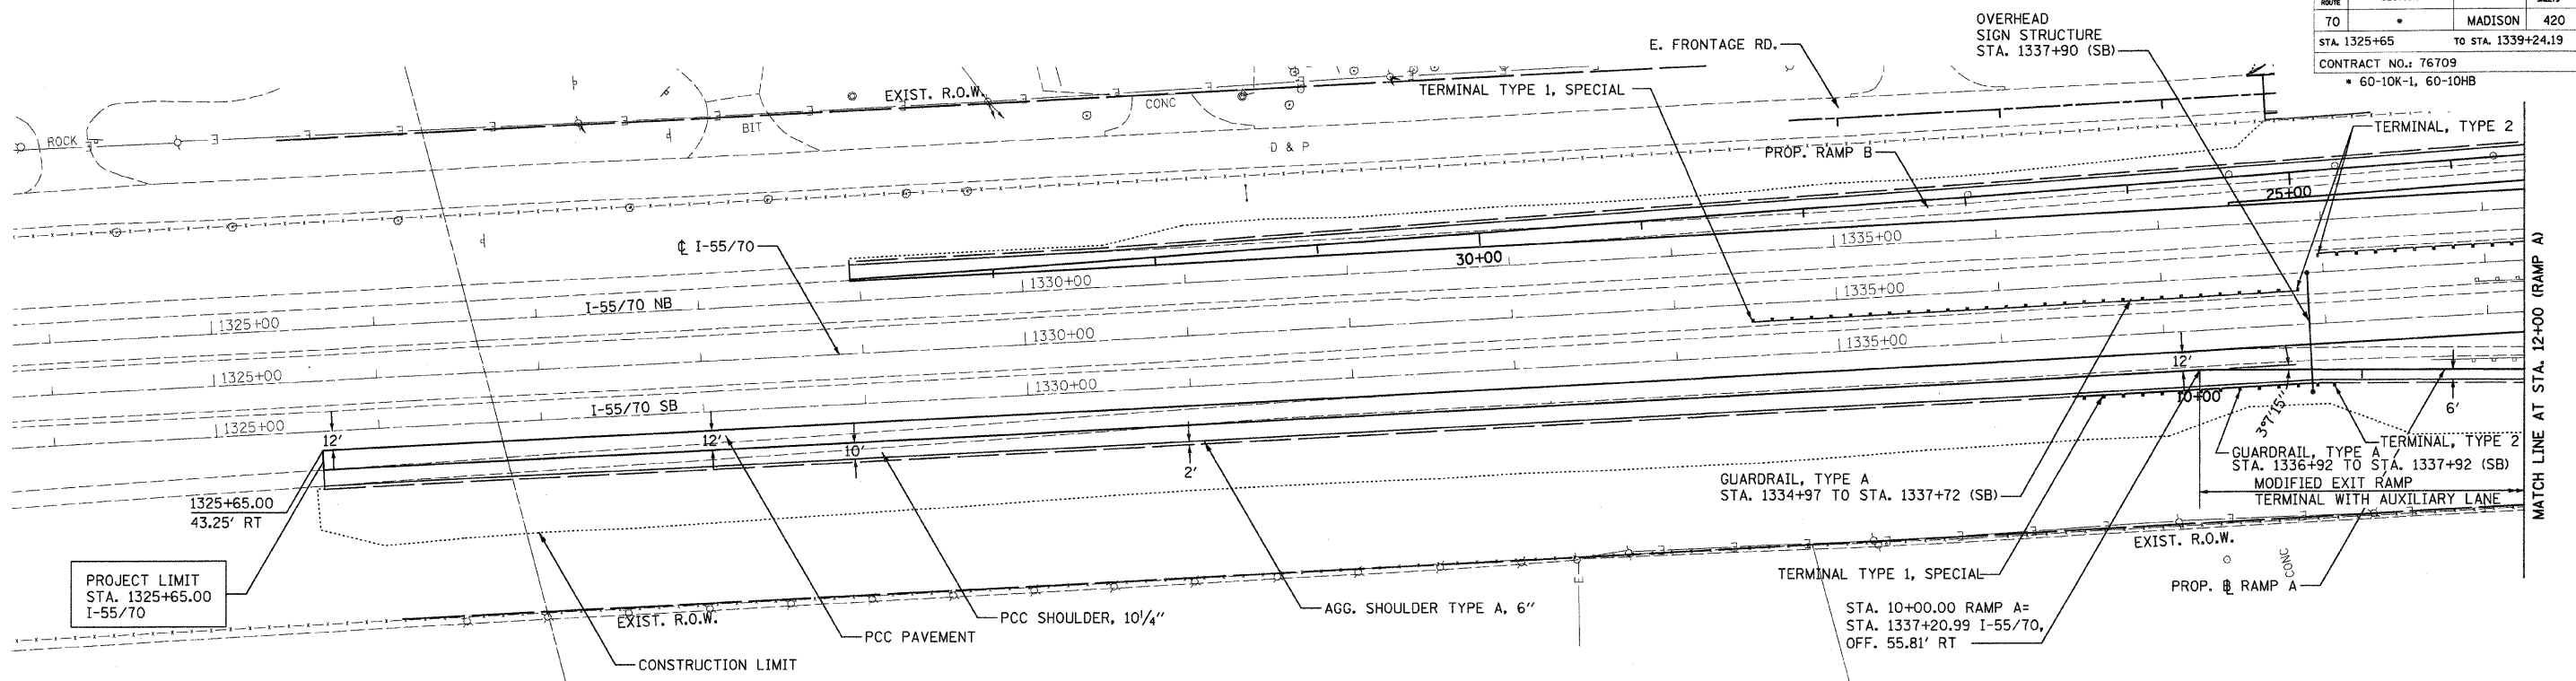 ROUTE
70 • MADISON 420
STA. 1325+65 TO STA. 1339+24.19
CONTRACT NO.: 76709
* 60-10K-1, 60-10HB
OVERHEAD
SIGN STRUCTURE
STA. 1337+90 (SB)
E. FRONTAGE RD.
TERMINAL TYPE 1, SPECIAL
EXIST. R.O.W.
CONC
BIT
ROCK
D & P
TERMINAL, TYPE 2
PROP. RAMP B
25+00
℄ I-55/70
30+00
1335+00
1330+00
I-55/70 NB
1325+00
1335+00
1330+00
1325+00
1335+00
1330+00
I-55/70 SB
1325+00
12'
12'
10'
2'
12'
10+00
3°7'15"
6'
1325+65.00
43.25' RT
PROJECT LIMIT
STA. 1325+65.00
I-55/70
EXIST. R.O.W.
CONSTRUCTION LIMIT
PCC PAVEMENT
PCC SHOULDER, 10¼"
AGG. SHOULDER TYPE A, 6"
E
GUARDRAIL, TYPE A
STA. 1334+97 TO STA. 1337+72 (SB)
TERMINAL TYPE 1, SPECIAL
STA. 10+00.00 RAMP A=
STA. 1337+20.99 I-55/70,
OFF. 55.81' RT
TERMINAL, TYPE 2
GUARDRAIL, TYPE A
STA. 1336+92 TO STA. 1337+92 (SB)
MODIFIED EXIT RAMP
TERMINAL WITH AUXILIARY LANE
EXIST. R.O.W.
CONC
PROP. ⅊ RAMP A
MATCH LINE AT STA. 12+00 (RAMP A)